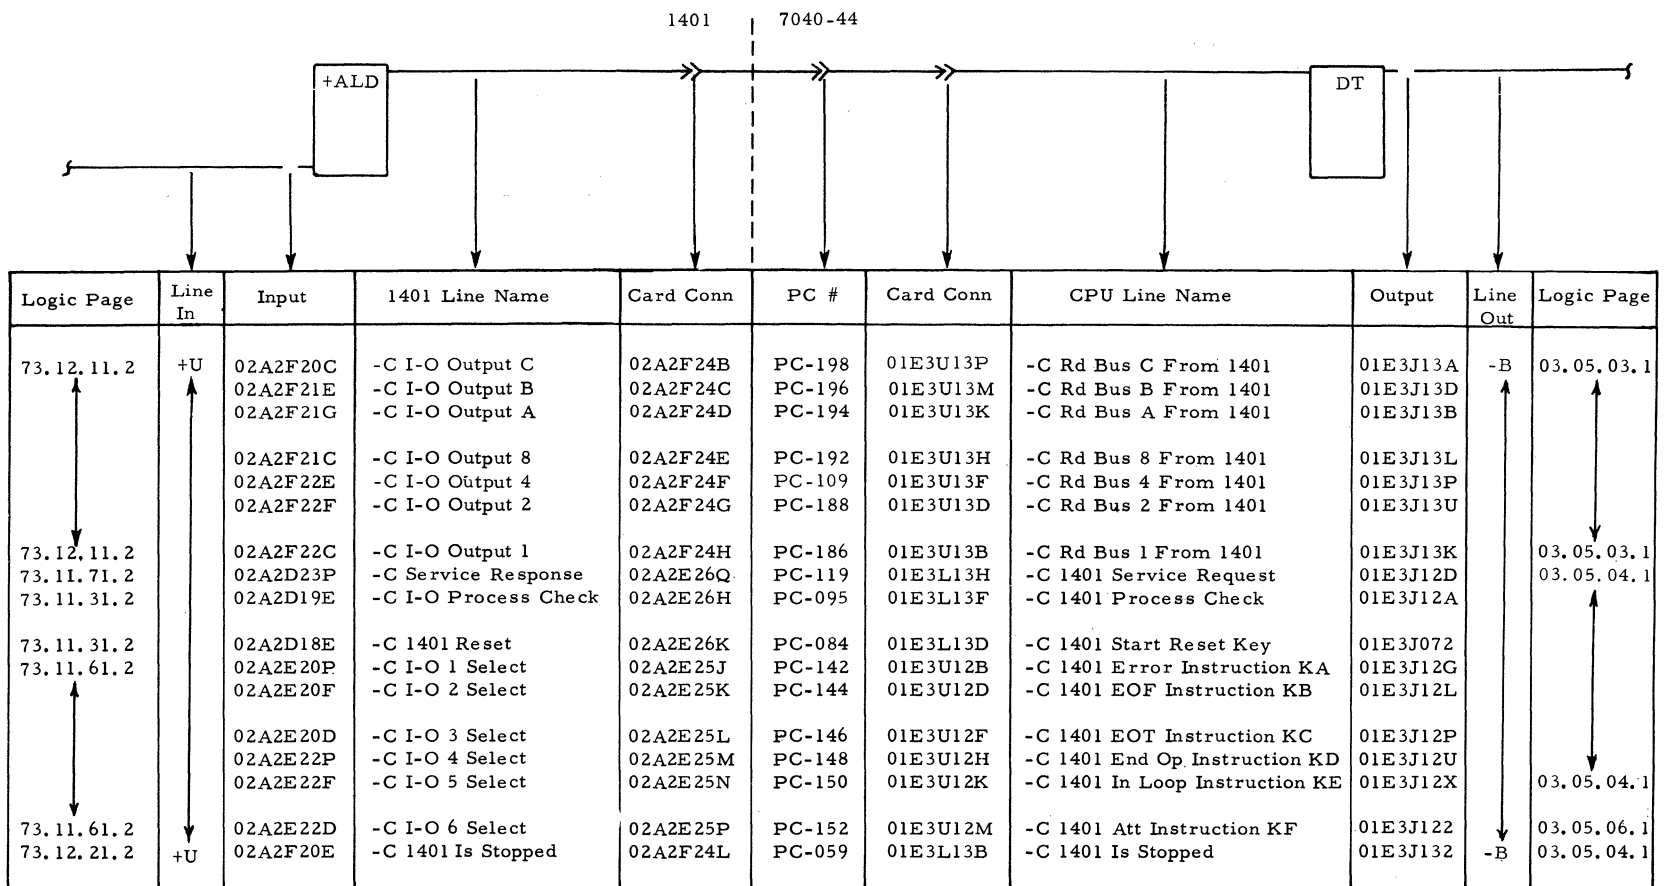 1401 7040-44
+ALD DT
Logic Page Line In Input 1401 Line Name Card Conn PC # Card Conn CPU Line Name Output Line Out Logic Page
73.12.11.2 +U 02A2F20C -C I-O Output C 02A2F24B PC-198 01E3U13P -C Rd Bus C From 1401 01E3J13A -B 03.05.03.1
02A2F21E -C I-O Output B 02A2F24C PC-196 01E3U13M -C Rd Bus B From 1401 01E3J13D
02A2F21G -C I-O Output A 02A2F24D PC-194 01E3U13K -C Rd Bus A From 1401 01E3J13B
02A2F21C -C I-O Output 8 02A2F24E PC-192 01E3U13H -C Rd Bus 8 From 1401 01E3J13L
02A2F22E -C I-O Output 4 02A2F24F PC-109 01E3U13F -C Rd Bus 4 From 1401 01E3J13P
02A2F22F -C I-O Output 2 02A2F24G PC-188 01E3U13D -C Rd Bus 2 From 1401 01E3J13U
73.12.11.2 02A2F22C -C I-O Output 1 02A2F24H PC-186 01E3U13B -C Rd Bus 1 From 1401 01E3J13K 03.05.03.1
73.11.71.2 02A2D23P -C Service Response 02A2E26Q PC-119 01E3L13H -C 1401 Service Request 01E3J12D 03.05.04.1
73.11.31.2 02A2D19E -C I-O Process Check 02A2E26H PC-095 01E3L13F -C 1401 Process Check 01E3J12A
73.11.31.2 02A2D18E -C 1401 Reset 02A2E26K PC-084 01E3L13D -C 1401 Start Reset Key 01E3J072
73.11.61.2 02A2E20P -C I-O 1 Select 02A2E25J PC-142 01E3U12B -C 1401 Error Instruction KA 01E3J12G
02A2E20F -C I-O 2 Select 02A2E25K PC-144 01E3U12D -C 1401 EOF Instruction KB 01E3J12L
02A2E20D -C I-O 3 Select 02A2E25L PC-146 01E3U12F -C 1401 EOT Instruction KC 01E3J12P
02A2E22P -C I-O 4 Select 02A2E25M PC-148 01E3U12H -C 1401 End Op Instruction KD 01E3J12U
02A2E22F -C I-O 5 Select 02A2E25N PC-150 01E3U12K -C 1401 In Loop Instruction KE 01E3J12X 03.05.04.1
73.11.61.2 02A2E22D -C I-O 6 Select 02A2E25P PC-152 01E3U12M -C 1401 Att Instruction KF 01E3J122 03.05.06.1
73.12.21.2 +U 02A2F20E -C 1401 Is Stopped 02A2F24L PC-059 01E3L13B -C 1401 Is Stopped 01E3J132 -B 03.05.04.1